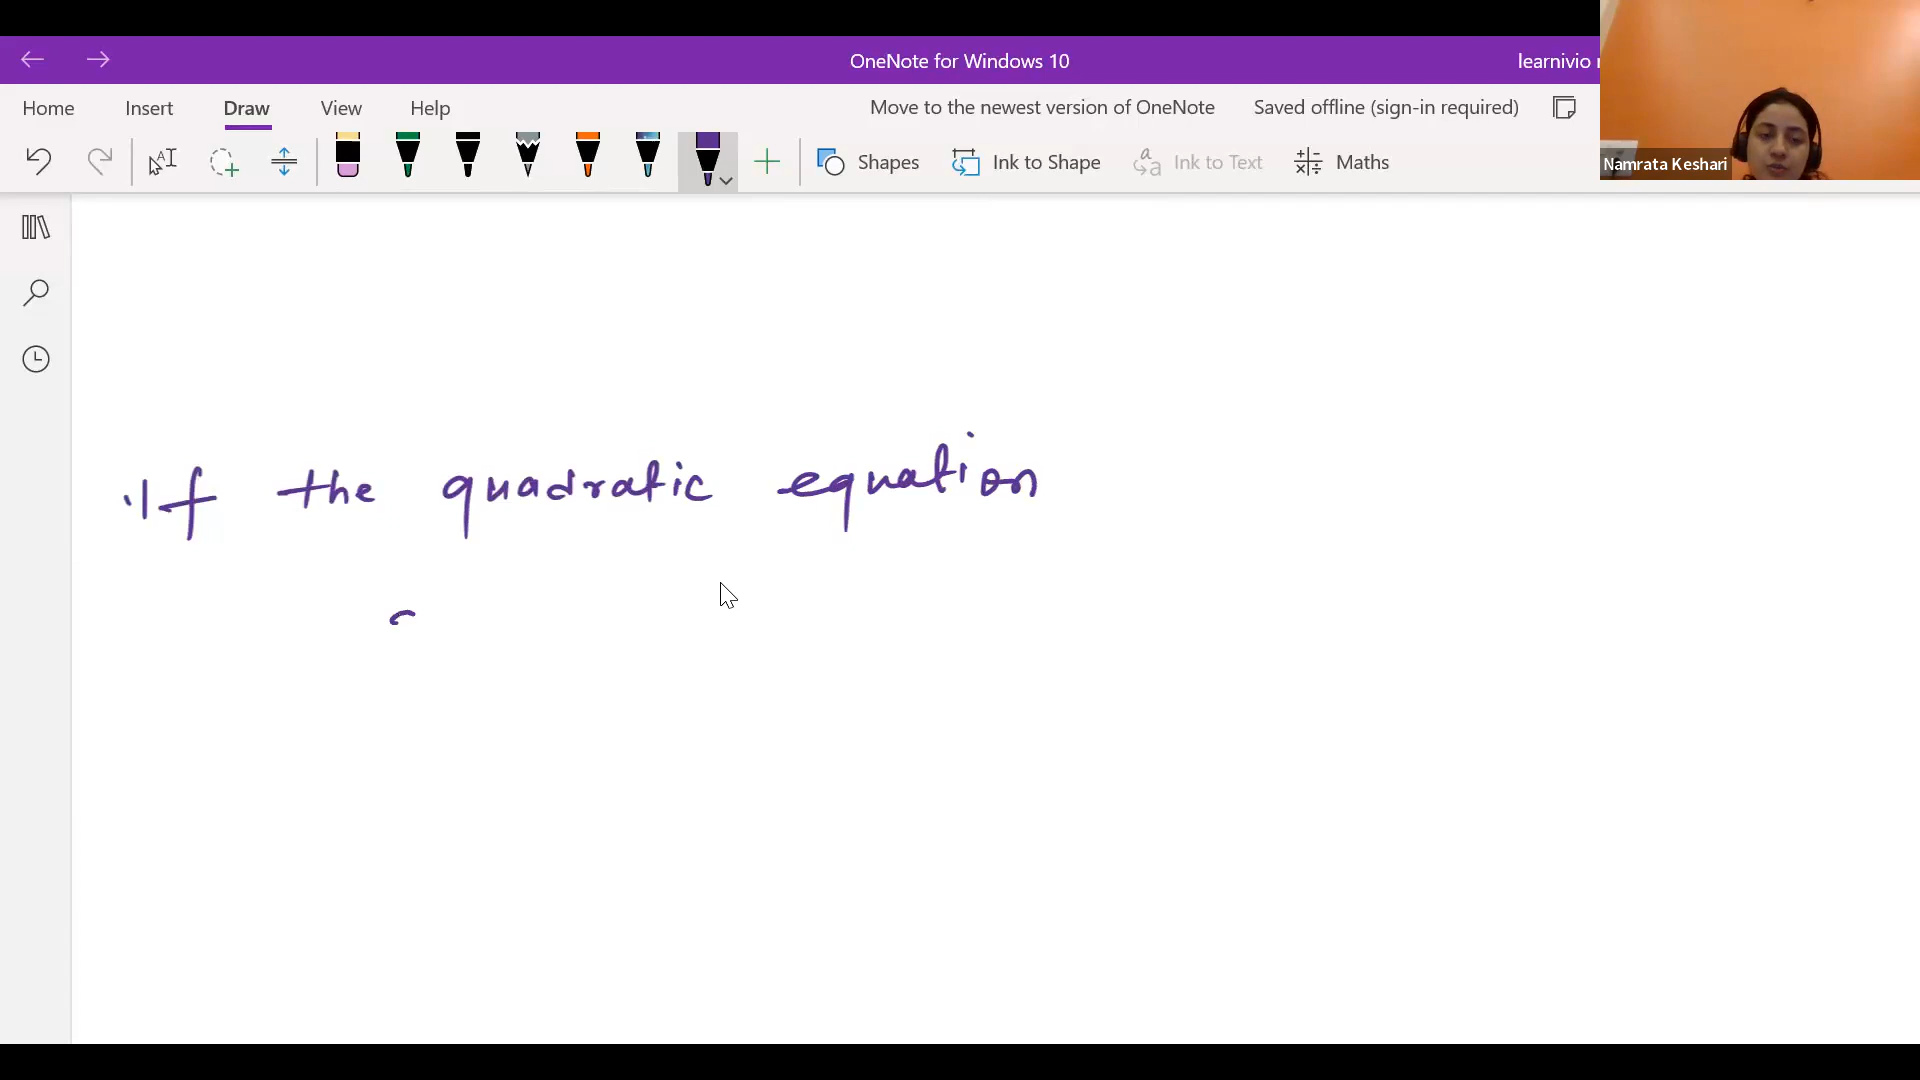 OneNote for Windows 10
learnivio
Home Insert Draw View Help
Move to the newest version of OneNote Saved offline (sign-in required)
Shapes Ink to Shape Ink to Text Maths
Namrata Keshari
If the quadratic equation